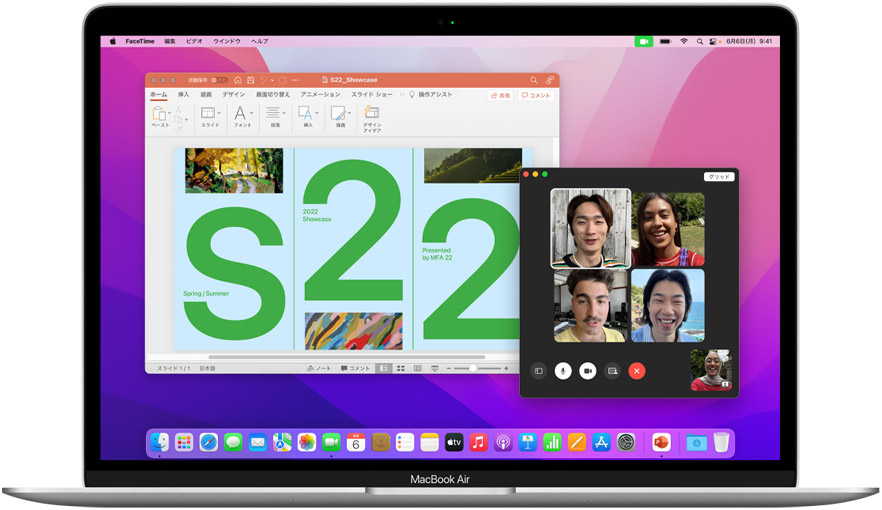 FaceTime 編集 ビデオ ウインドウ ヘルプ 6月6日(月) 9:41
自動保存 S22_Showcase
ホーム 挿入 描画 デザイン 画面切り替え アニメーション スライド ショー 操作アシスト 共有 コメント
ペースト スライド フォント 段落 挿入 描画 デザイン
アイデア
S22
2022
Showcase
Presented
by MFA 22
Spring / Summer
スライド 1 / 1 日本語 ノート コメント
グリッド
6
tv
MacBook Air